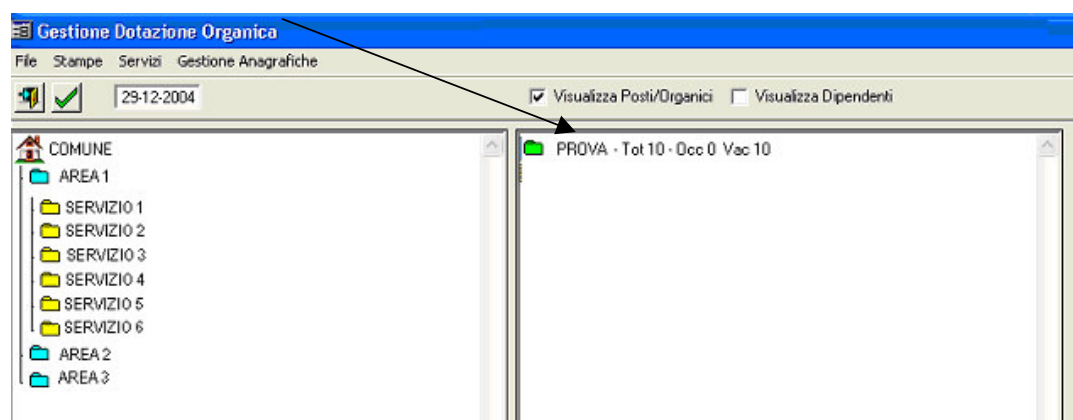 Gestione Dotazione Organica
File Stampe Servizi Gestione Anagrafiche
29-12-2004 Visualizza Posti/Organici Visualizza Dipendenti
COMUNE
AREA 1
SERVIZIO 1
SERVIZIO 2
SERVIZIO 3
SERVIZIO 4
SERVIZIO 5
SERVIZIO 6
AREA 2
AREA 3
PROVA - Tot 10 - Occ 0 Vac 10